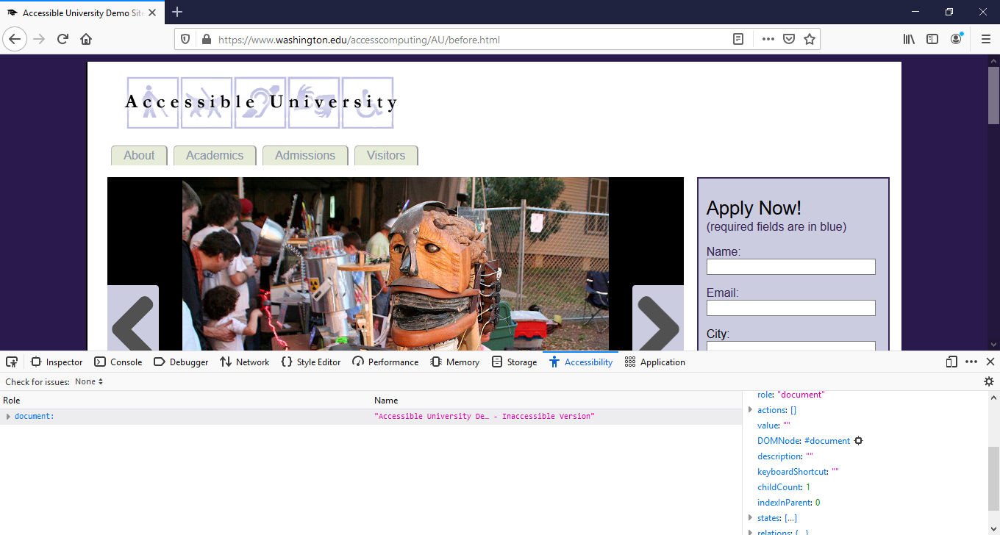 Accessible University Demo Site
https://www.washington.edu/accesscomputing/AU/before.html
Accessible University
About Academics Admissions Visitors
Apply Now!
(required fields are in blue)
Name:
Email:
City:
Inspector Console Debugger Network Style Editor Performance Memory Storage Accessibility Application
Check for issues: None
Role Name
document: "Accessible University De… - Inaccessible Version"
role: "document"
actions: []
value: ""
DOMNode: #document
description: ""
keyboardShortcut: ""
childCount: 1
indexInParent: 0
states: […]
relations: {…}